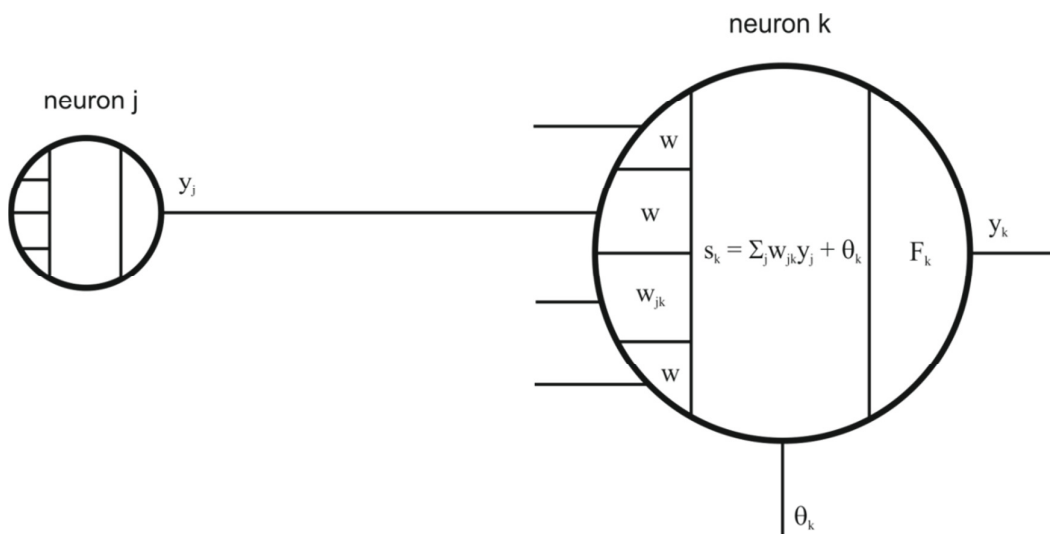 neuron k
neuron j
w
y_j
w
y_k
s_k = Σ_j w_jk y_j + θ_k
F_k
w_jk
w
θ_k